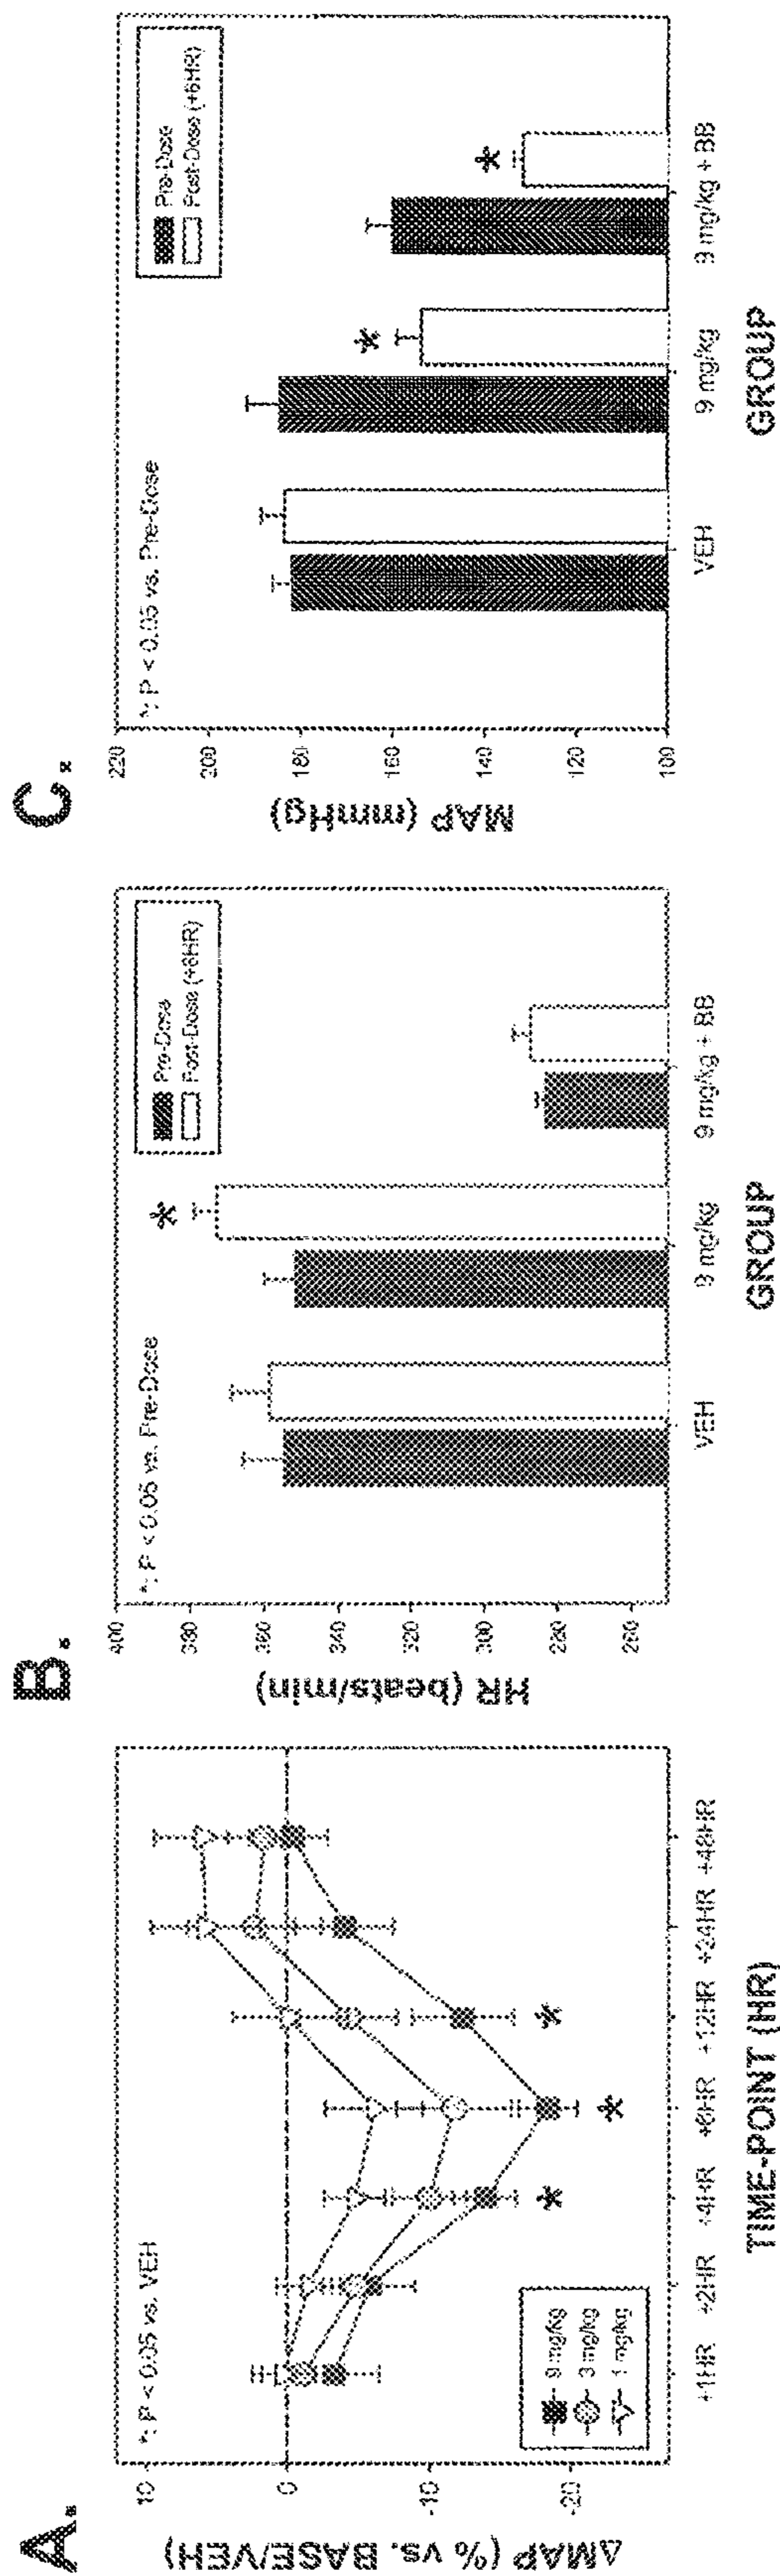 A.
*; P < 0.05 vs. VEH
ΔMAP (% vs. BASE/VEH)
10
0
-10
-20
9 mg/kg
3 mg/kg
1 mg/kg
+1HR +2HR +4HR +6HR +12HR +24HR +48HR
TIME-POINT (HR)
B.
*; P < 0.05 vs. Pre-Dose
Pre-Dose
Post-Dose (+6HR)
HR (beats/min)
400
380
360
340
320
300
280
260
VEH 9 mg/kg 9 mg/kg + BB
GROUP
C.
*; P < 0.05 vs. Pre-Dose
Pre-Dose
Post-Dose (+6HR)
MAP (mmHg)
220
200
180
160
140
120
100
VEH 9 mg/kg 9 mg/kg + BB
GROUP